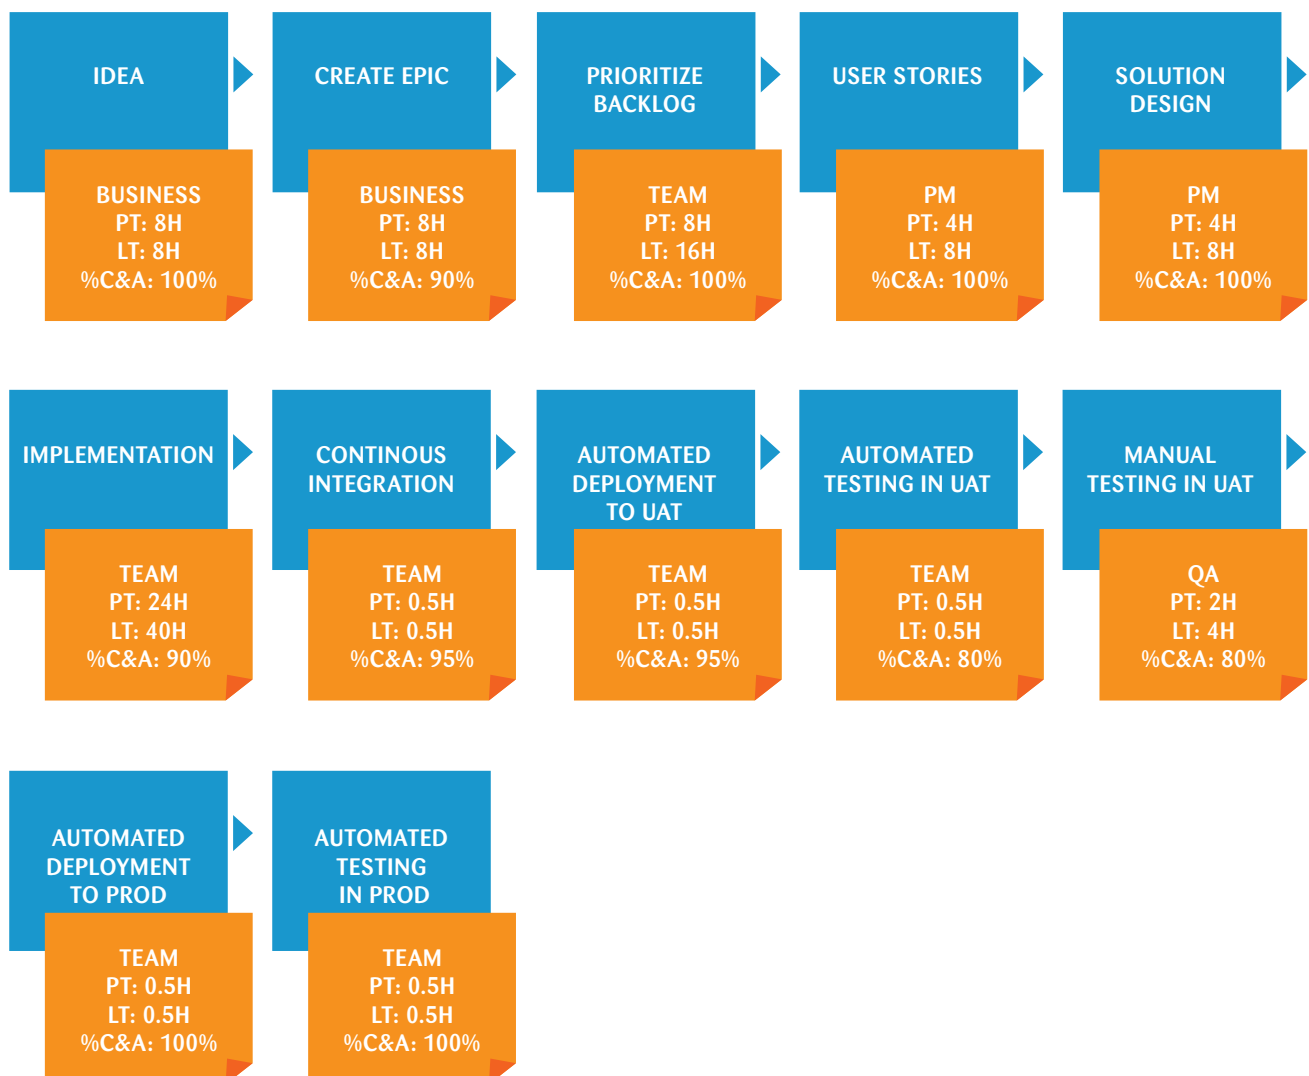 IDEA
BUSINESS
PT: 8H
LT: 8H
%C&A: 100%
CREATE EPIC
BUSINESS
PT: 8H
LT: 8H
%C&A: 90%
PRIORITIZE
BACKLOG
TEAM
PT: 8H
LT: 16H
%C&A: 100%
USER STORIES
PM
PT: 4H
LT: 8H
%C&A: 100%
SOLUTION
DESIGN
PM
PT: 4H
LT: 8H
%C&A: 100%
IMPLEMENTATION
TEAM
PT: 24H
LT: 40H
%C&A: 90%
CONTINOUS
INTEGRATION
TEAM
PT: 0.5H
LT: 0.5H
%C&A: 95%
AUTOMATED
DEPLOYMENT
TO UAT
TEAM
PT: 0.5H
LT: 0.5H
%C&A: 95%
AUTOMATED
TESTING IN UAT
TEAM
PT: 0.5H
LT: 0.5H
%C&A: 80%
MANUAL
TESTING IN UAT
QA
PT: 2H
LT: 4H
%C&A: 80%
AUTOMATED
DEPLOYMENT
TO PROD
TEAM
PT: 0.5H
LT: 0.5H
%C&A: 100%
AUTOMATED
TESTING
IN PROD
TEAM
PT: 0.5H
LT: 0.5H
%C&A: 100%